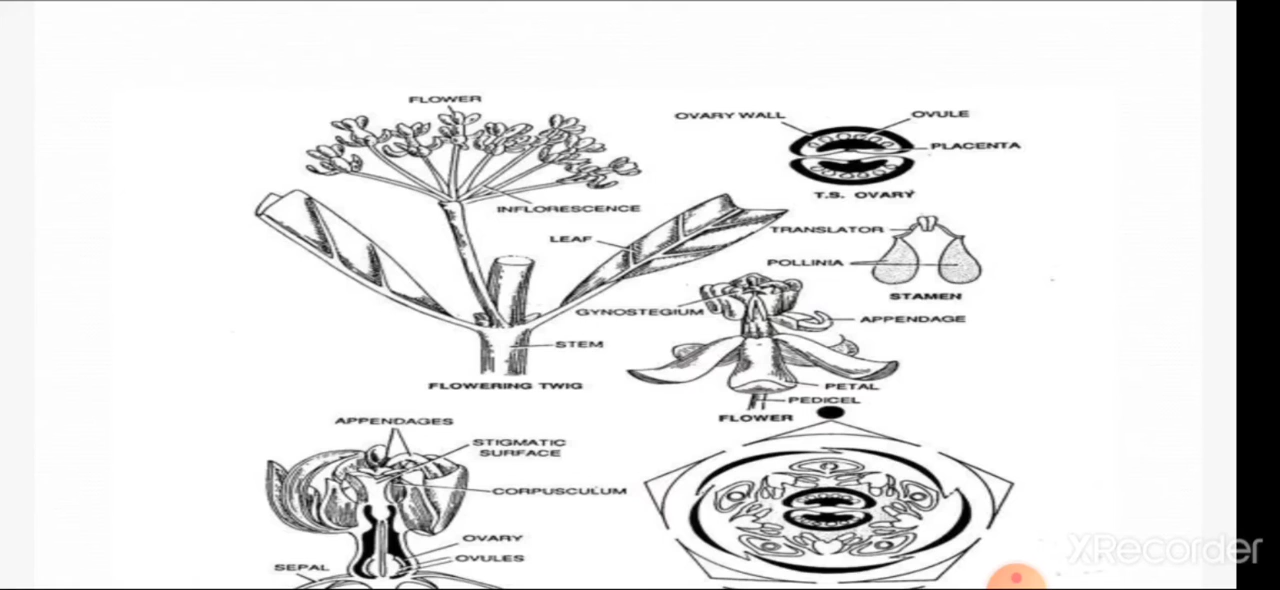 FLOWER
OVARY WALL
OVULE
PLACENTA
T.S. OVARY
INFLORESCENCE
LEAF
TRANSLATOR
POLLINIA
STAMEN
GYNOSTEGIUM
APPENDAGE
STEM
FLOWERING TWIG
PETAL
PEDICEL
FLOWER
APPENDAGES
STIGMATIC
SURFACE
CORPUSCULUM
OVARY
OVULES
SEPAL
XRecorder